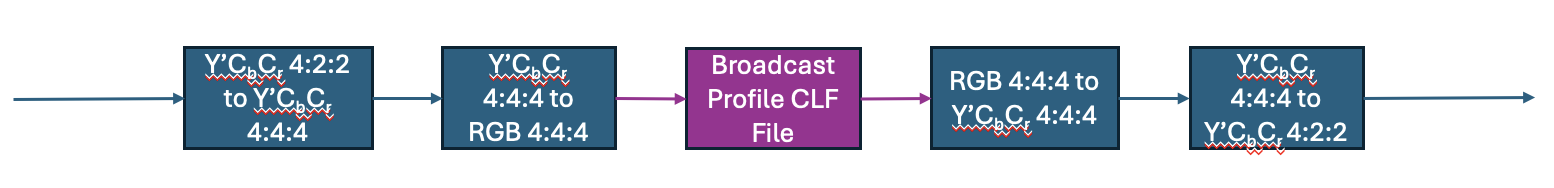 Y’CbCr 4:2:2
to Y’CbCr
4:4:4
Y’CbCr
4:4:4 to
RGB 4:4:4
Broadcast
Profile CLF
File
RGB 4:4:4 to
Y’CbCr 4:4:4
Y’CbCr
4:4:4 to
Y’CbCr 4:2:2